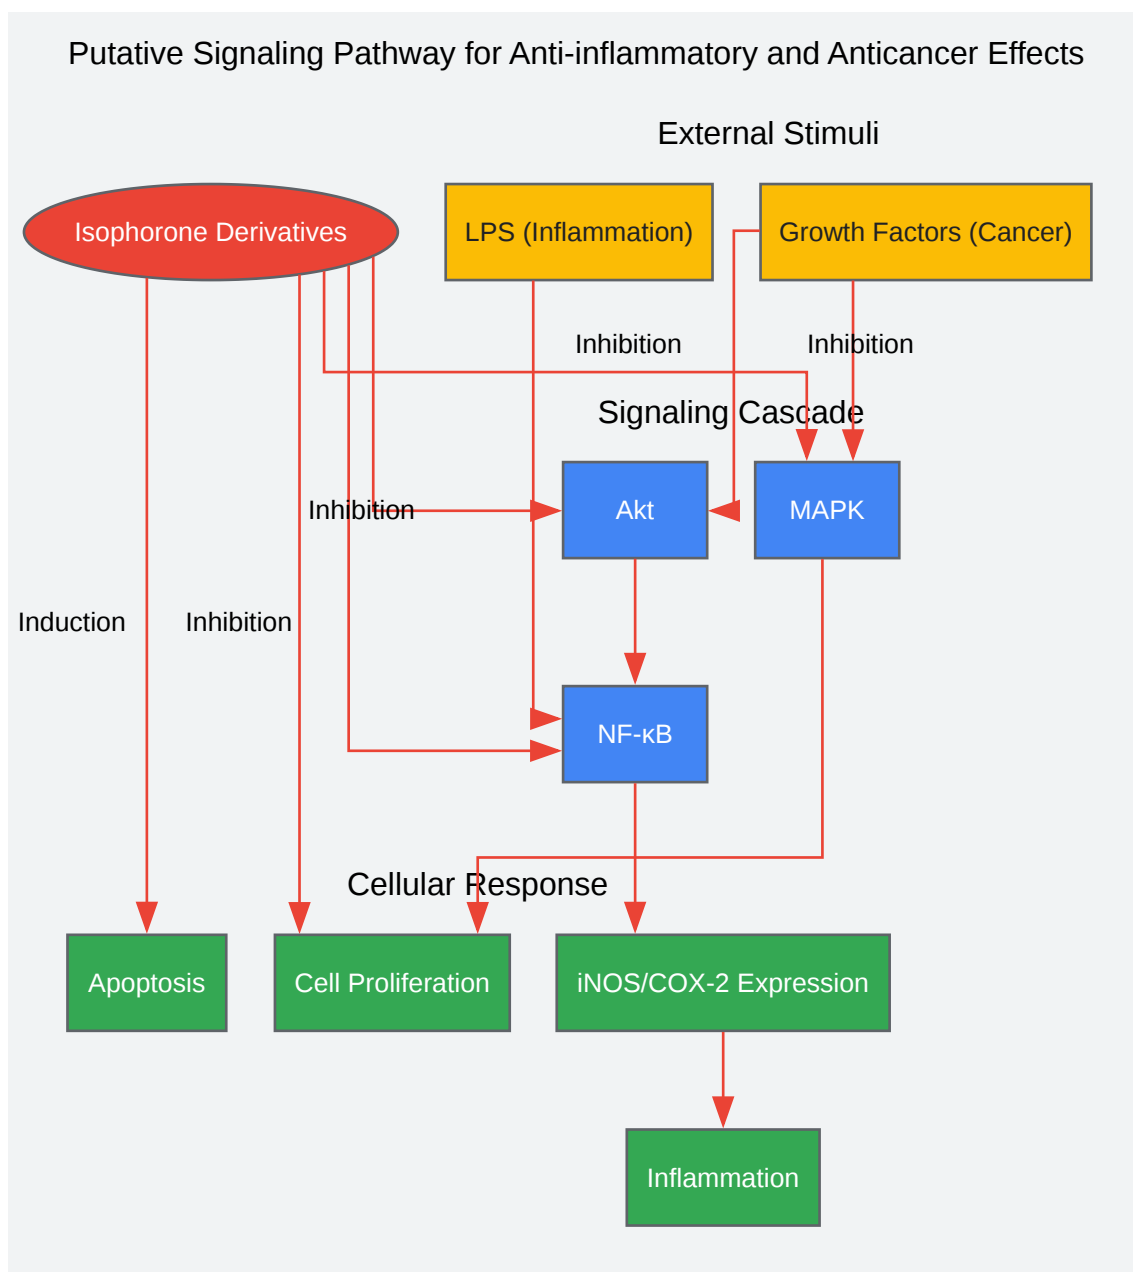 Putative Signaling Pathway for Anti-inflammatory and Anticancer Effects
External Stimuli
Isophorone Derivatives
LPS (Inflammation)
Growth Factors (Cancer)
Inhibition
Inhibition
Signaling Cascade
Inhibition
Akt
MAPK
Induction
Inhibition
NF-κB
Cellular Response
Apoptosis
Cell Proliferation
iNOS/COX-2 Expression
Inflammation